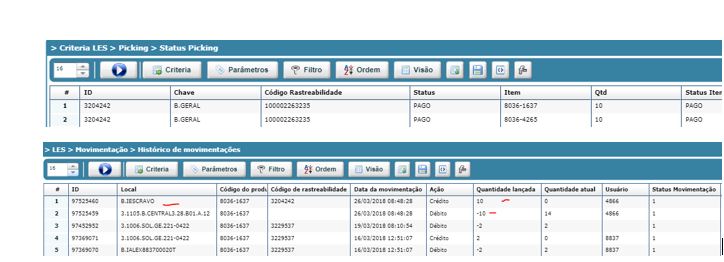 > Criteria LES > Picking > Status Picking
16 Criteria Parámetros Filtro Ordem Visão
# ID Chave Código Rastreabilidade Status Item Qtd Status Iten
1 3204242 B.GERAL 100002263235 PAGO 8036-1637 10 PAGO
2 3204242 B.GERAL 100002263235 PAGO 8036-4265 10 PAGO
> LES > Movimentação > Histórico de movimentações
16 Criteria Parámetros Filtro Ordem Visão
# ID Local Código do produ Código de rastreabilidade Data da movimentação Ação Quantidade lançada Quantidade atual Usuário Status Movimentação
1 97525460 B.IESCRAVO 8036-1637 3204242 26/03/2018 08:48:28 Crédito 10 0 4866 1
2 97525459 3.1105.B.CENTRAL3.28.B01.A.12 8036-1637 26/03/2018 08:48:28 Débito -10 14 4866 1
3 97452952 3.1006.SOL.GE.221-0422 8036-1637 3229537 19/03/2018 08:10:54 Débito -2 2 1
4 97369071 3.1006.SOL.GE.221-0422 8036-1637 3229537 16/03/2018 12:51:07 Crédito 2 0 8837 1
5 97369070 B.IALEX883700020T 8036-1637 3229537 16/03/2018 12:51:07 Débito -2 2 8837 1